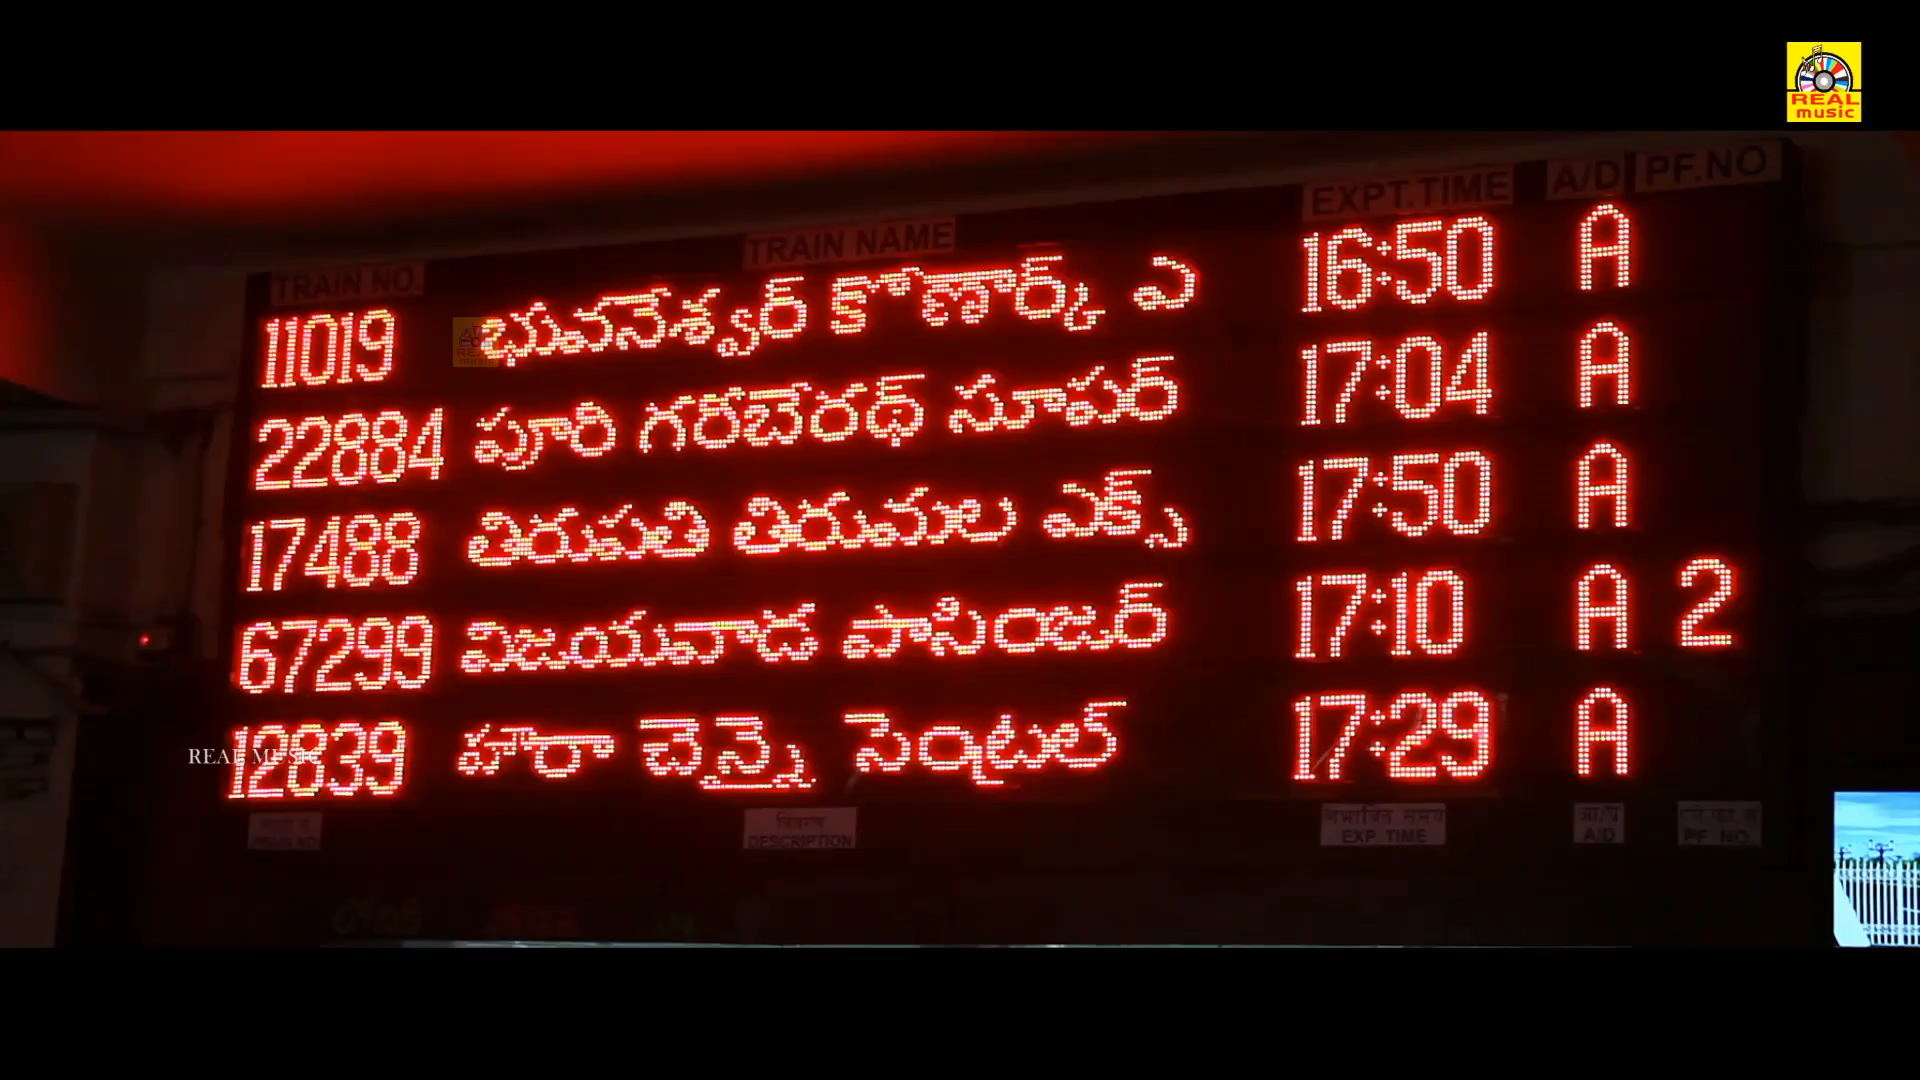 REAL
music
TRAIN NO. TRAIN NAME EXPT.TIME A/D PF.NO
11019 భువనేశ్వర్ కోణార్క్ ఎ 16:50 A
22884 పూరి గరీబ్‌రథ్ సూపర్ 17:04 A
17488 తిరుపతి తిరుమల ఎక్స్ 17:50 A
67299 విజయవాడ పాసింజర్ 17:10 A 2
12839 హౌరా చెన్నై సెంట్రల్ 17:29 A
REAL MUSIC
विवरण
DESCRIPTION EXP TIME A/D PF. NO.